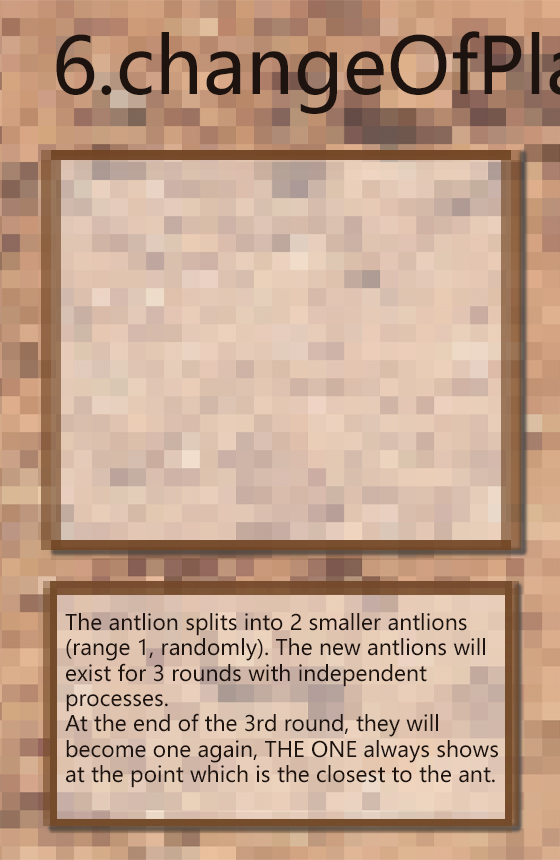 6.changeOfPla
The antlion splits into 2 smaller antlions
(range 1, randomly). The new antlions will
exist for 3 rounds with independent
processes.
At the end of the 3rd round, they will
become one again, THE ONE always shows
at the point which is the closest to the ant.